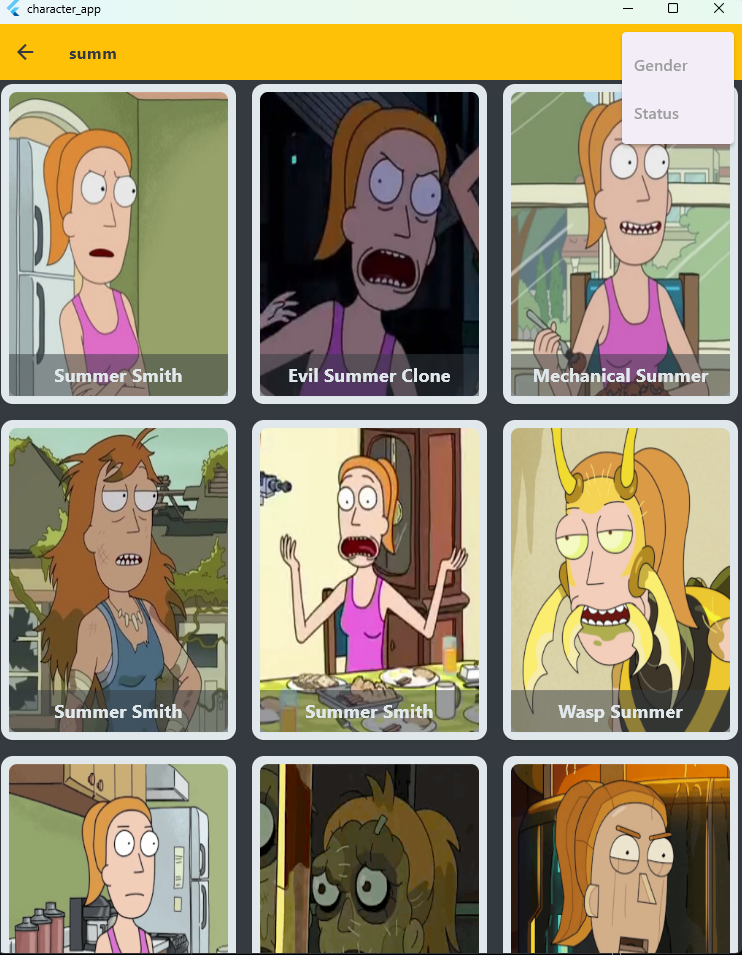 character_app
summ
Gender
Status
Summer Smith
Evil Summer Clone
Mechanical Summer
Summer Smith
Summer Smith
Wasp Summer